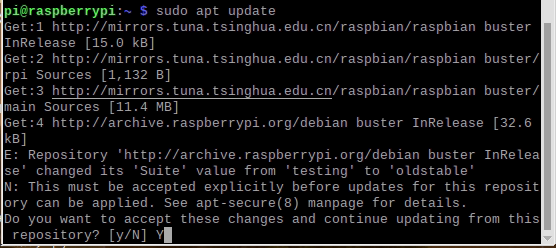 pi@raspberrypi:~ $ sudo apt update
Get:1 http://mirrors.tuna.tsinghua.edu.cn/raspbian/raspbian buster
InRelease [15.0 kB]
Get:2 http://mirrors.tuna.tsinghua.edu.cn/raspbian/raspbian buster/
rpi Sources [1,132 B]
Get:3 http://mirrors.tuna.tsinghua.edu.cn/raspbian/raspbian buster/
main Sources [11.4 MB]
Get:4 http://archive.raspberrypi.org/debian buster InRelease [32.6
kB]
E: Repository 'http://archive.raspberrypi.org/debian buster InRelea
se' changed its 'Suite' value from 'testing' to 'oldstable'
N: This must be accepted explicitly before updates for this reposit
ory can be applied. See apt-secure(8) manpage for details.
Do you want to accept these changes and continue updating from this
 repository? [y/N] Y